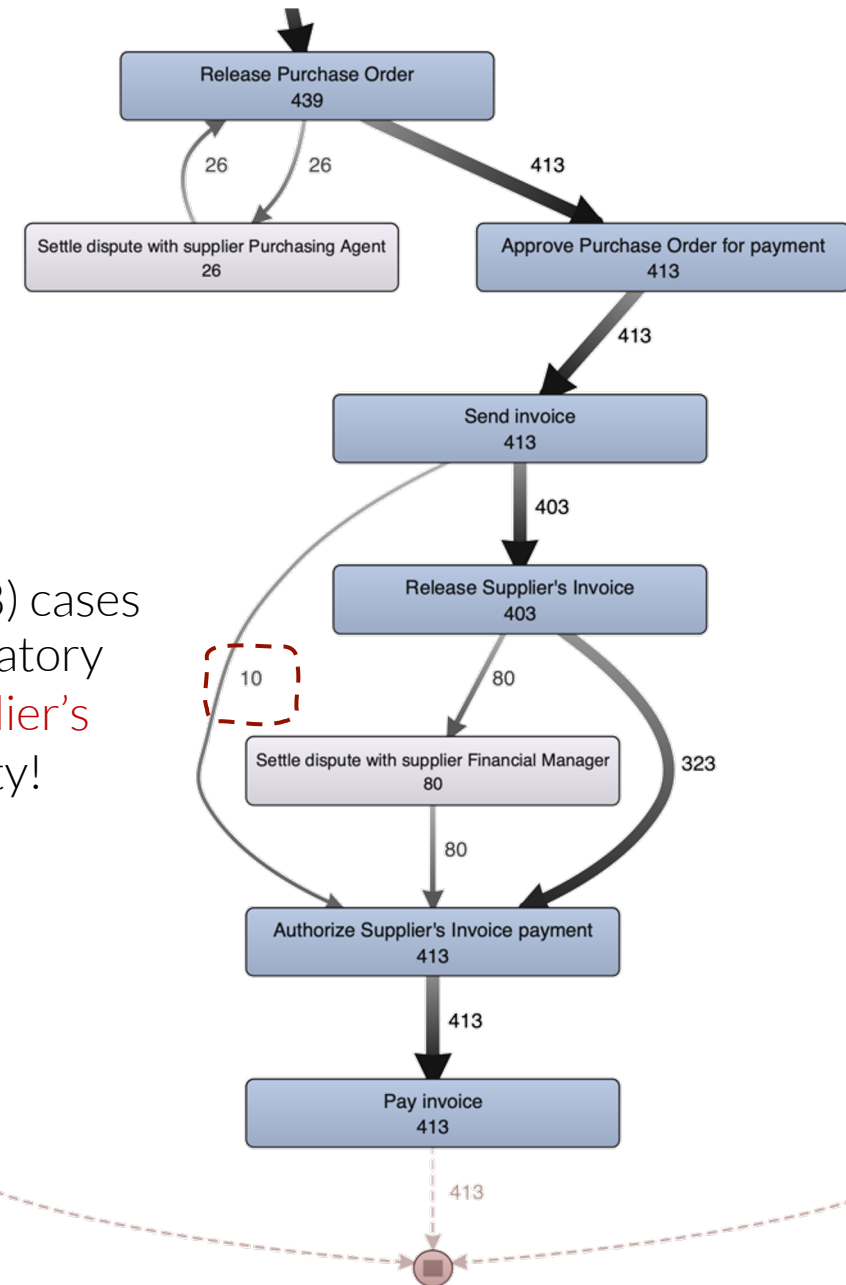 Release Purchase Order
439
26
26
413
Settle dispute with supplier Purchasing Agent
26
Approve Purchase Order for payment
413
413
Send invoice
413
403
Release Supplier's Invoice
403
) cases
atory
lier’s
ty!
10
80
323
Settle dispute with supplier Financial Manager
80
80
Authorize Supplier's Invoice payment
413
413
Pay invoice
413
413